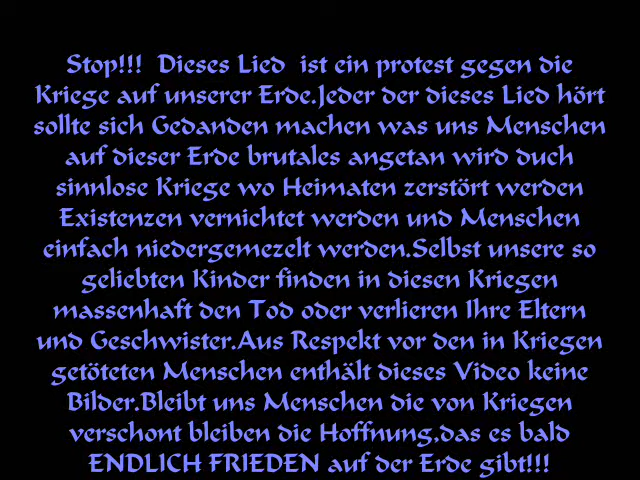 Stop!!! Dieses Lied ist ein protest gegen die
Kriege auf unserer Erde.Jeder der dieses Lied hört
sollte sich Gedanden machen was uns Menschen
auf dieser Erde brutales angetan wird duch
sinnlose Kriege wo Heimaten zerstört werden
Existenzen vernichtet werden und Menschen
einfach niedergemezelt werden.Selbst unsere so
geliebten Kinder finden in diesen Kriegen
massenhaft den Tod oder verlieren Ihre Eltern
und Geschwister.Aus Respekt vor den in Kriegen
getöteten Menschen enthält dieses Video keine
Bilder.Bleibt uns Menschen die von Kriegen
verschont bleiben die Hoffnung.das es bald
ENDLICH FRIEDEN auf der Erde gibt!!!